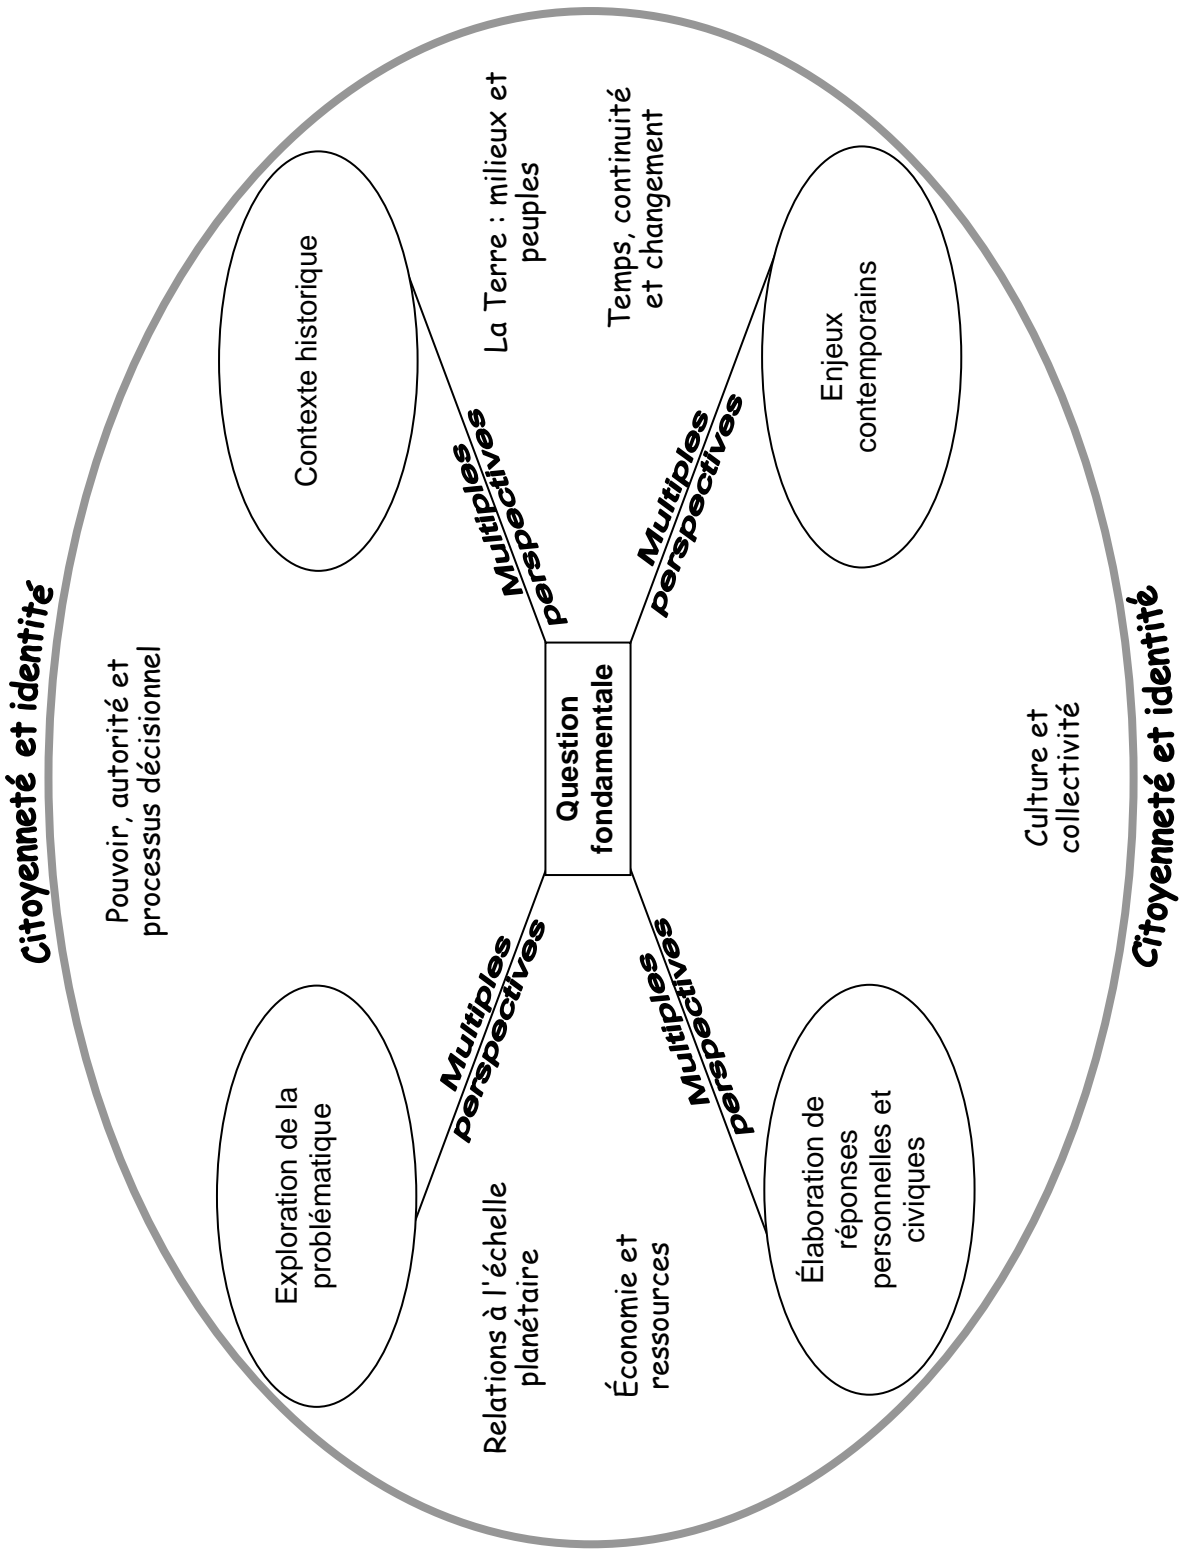 Citoyenneté et identité
Pouvoir, autorité et
processus décisionnel
Exploration de la
problématique
Contexte historique
Multiples
perspectives
Multiples
perspectives
Relations à l'échelle
planétaire
La Terre : milieux et
peuples
Question
fondamentale
Économie et
ressources
Temps, continuité
et changement
Multiples
perspectives
Multiples
perspectives
Élaboration de
réponses
personnelles et
civiques
Enjeux
contemporains
Culture et
collectivité
Citoyenneté et identité